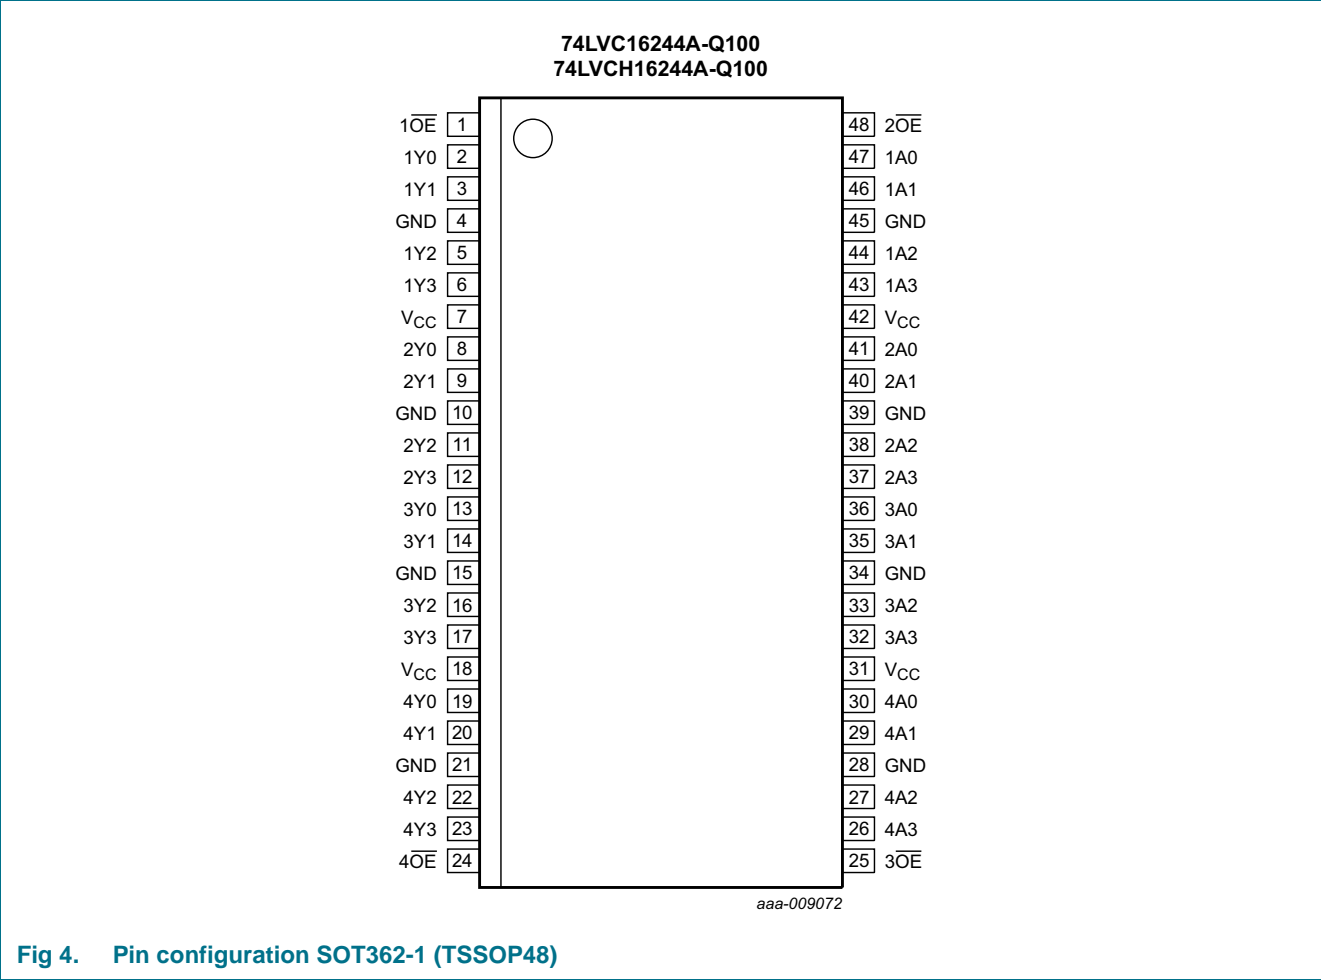 74LVC16244A-Q100
74LVCH16244A-Q100
1O̅E̅ 1 48 2O̅E̅
1Y0 2 47 1A0
1Y1 3 46 1A1
GND 4 45 GND
1Y2 5 44 1A2
1Y3 6 43 1A3
VCC 7 42 VCC
2Y0 8 41 2A0
2Y1 9 40 2A1
GND 10 39 GND
2Y2 11 38 2A2
2Y3 12 37 2A3
3Y0 13 36 3A0
3Y1 14 35 3A1
GND 15 34 GND
3Y2 16 33 3A2
3Y3 17 32 3A3
VCC 18 31 VCC
4Y0 19 30 4A0
4Y1 20 29 4A1
GND 21 28 GND
4Y2 22 27 4A2
4Y3 23 26 4A3
4O̅E̅ 24 25 3O̅E̅
aaa-009072
Fig 4. Pin configuration SOT362-1 (TSSOP48)